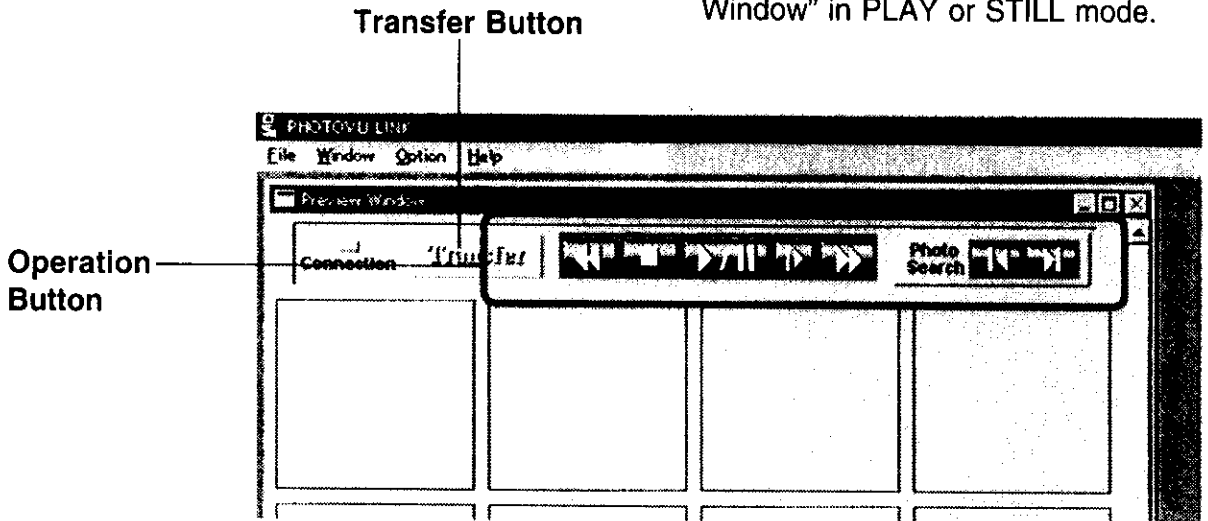 Window" in PLAY or STILL mode.
Transfer Button
PHOTOVU LINK
File Window Option Help
Preview Window
Operation
Button
Connection
Transfer
Photo
Search